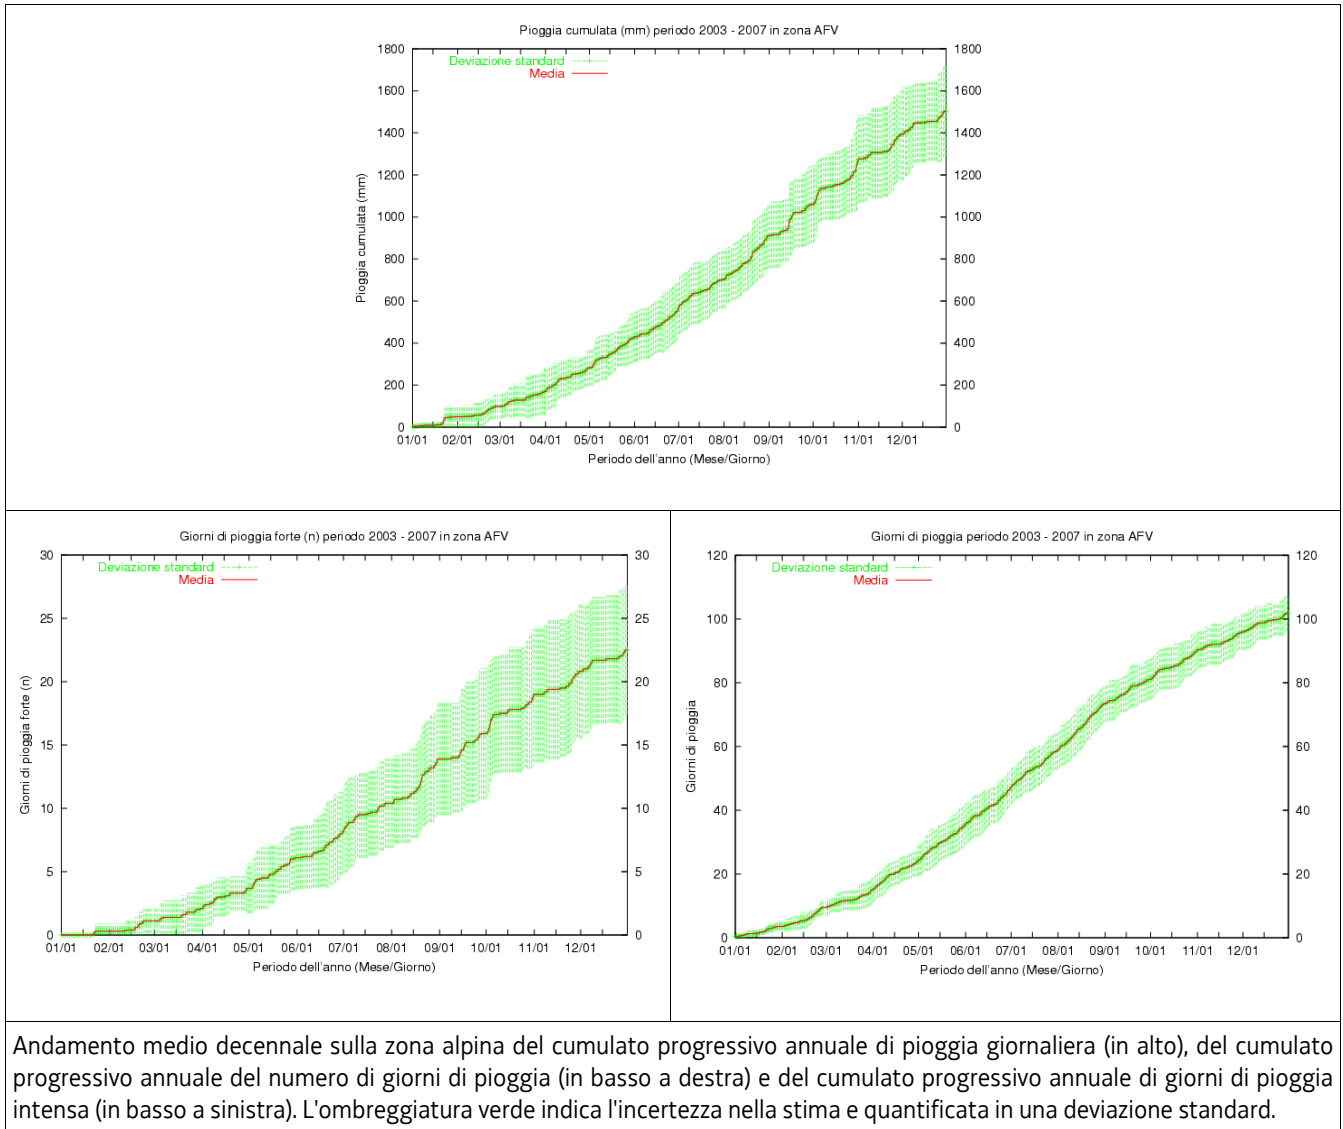 Pioggia cumulata (mm) periodo 2003 - 2007 in zona AFV
Deviazione standard
Media
1800
1600
1400
1200
1000
800
600
400
200
0
1800
1600
1400
1200
1000
800
600
400
200
0
Pioggia cumulata (mm)
01/01 02/01 03/01 04/01 05/01 06/01 07/01 08/01 09/01 10/01 11/01 12/01
Periodo dell'anno (Mese/Giorno)
Giorni di pioggia forte (n) periodo 2003 - 2007 in zona AFV
Deviazione standard
Media
30
25
20
15
10
5
0
30
25
20
15
10
5
0
Giorni di pioggia forte (n)
01/01 02/01 03/01 04/01 05/01 06/01 07/01 08/01 09/01 10/01 11/01 12/01
Periodo dell'anno (Mese/Giorno)
Giorni di pioggia periodo 2003 - 2007 in zona AFV
Deviazione standard
Media
120
100
80
60
40
20
0
120
100
80
60
40
20
0
Giorni di pioggia
01/01 02/01 03/01 04/01 05/01 06/01 07/01 08/01 09/01 10/01 11/01 12/01
Periodo dell'anno (Mese/Giorno)
Andamento medio decennale sulla zona alpina del cumulato progressivo annuale di pioggia giornaliera (in alto), del cumulato
progressivo annuale del numero di giorni di pioggia (in basso a destra) e del cumulato progressivo annuale di giorni di pioggia
intensa (in basso a sinistra). L'ombreggiatura verde indica l'incertezza nella stima e quantificata in una deviazione standard.